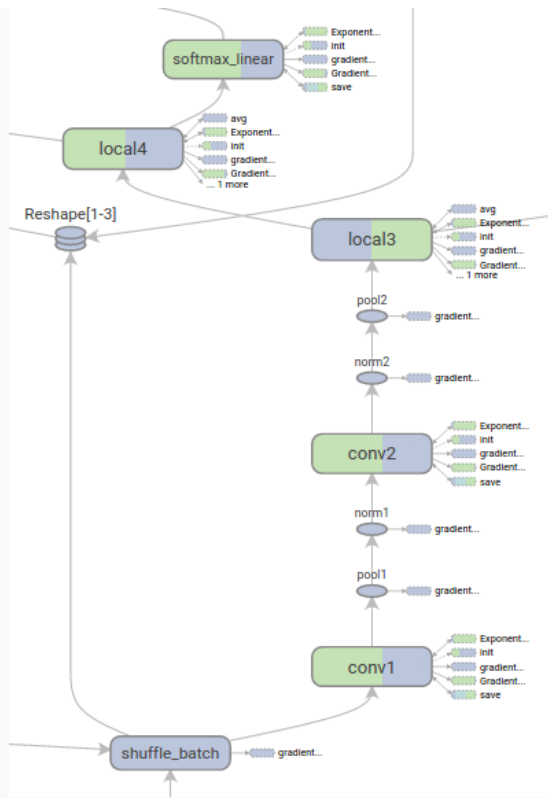 softmax_linear
Exponent...
init
gradient...
Gradient...
save
local4
avg
Exponent...
init
gradient...
Gradient...
... 1 more
Reshape[1-3]
local3
avg
Exponent...
init
gradient...
Gradient...
... 1 more
pool2
gradient...
norm2
gradient...
conv2
Exponent...
init
gradient...
Gradient...
save
norm1
gradient...
pool1
gradient...
conv1
Exponent...
init
gradient...
Gradient...
save
shuffle_batch
gradient...